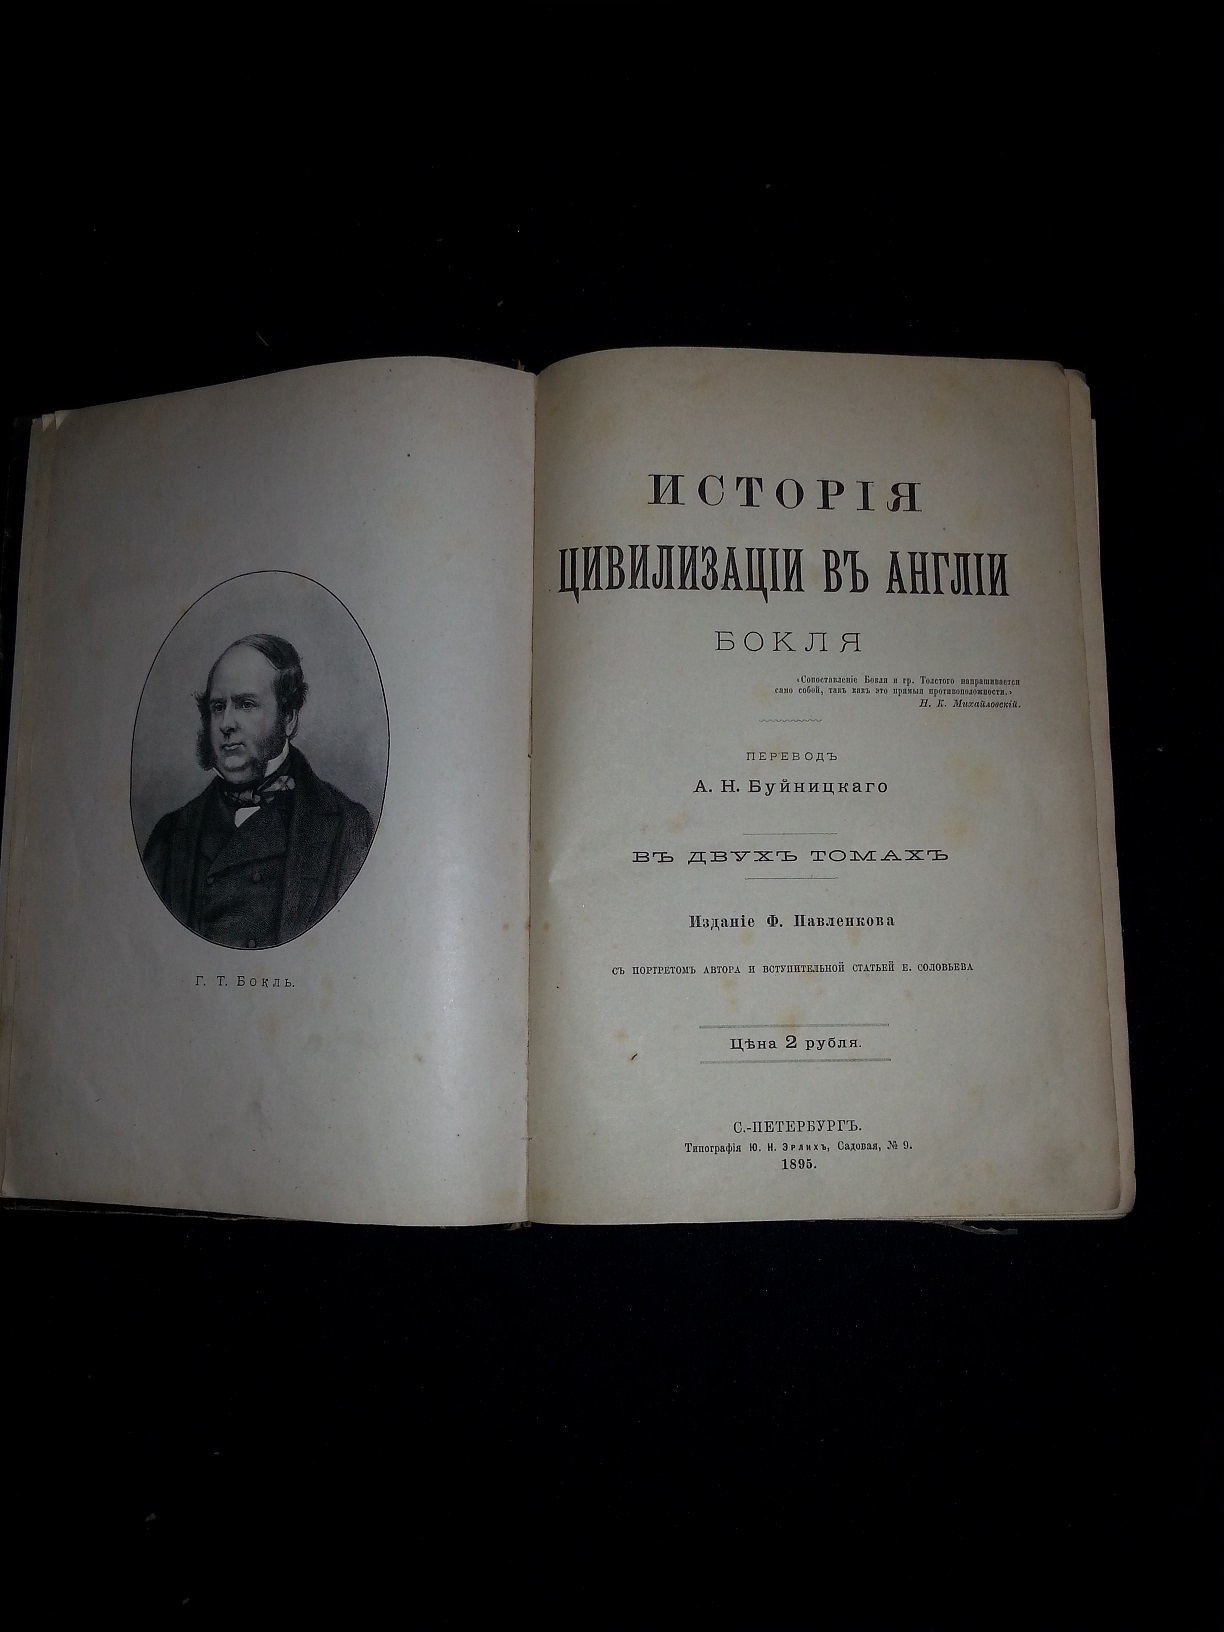 Г. Т. Бокль.
ИСТОРІЯ
ЦИВИЛИЗАЦІИ ВЪ АНГЛІИ
БОКЛЯ
«Сопоставленіе Бокля и гр. Толстого напрашивается
само собой, такъ какъ это прямыя противоположности.»
Н. К. Михайловскій.
ПЕРЕВОДЪ
А. Н. Буйницкаго
ВЪ ДВУХЪ ТОМАХЪ
Изданіе Ф. Павленкова
СЪ ПОРТРЕТОМЪ АВТОРА И ВСТУПИТЕЛЬНОЙ СТАТЬЕЙ Е. СОЛОВЬЕВА
Цѣна 2 рубля.
С.-ПЕТЕРБУРГЪ.
Типографія Ю. Н. Эрлихъ, Садовая, № 9.
1895.